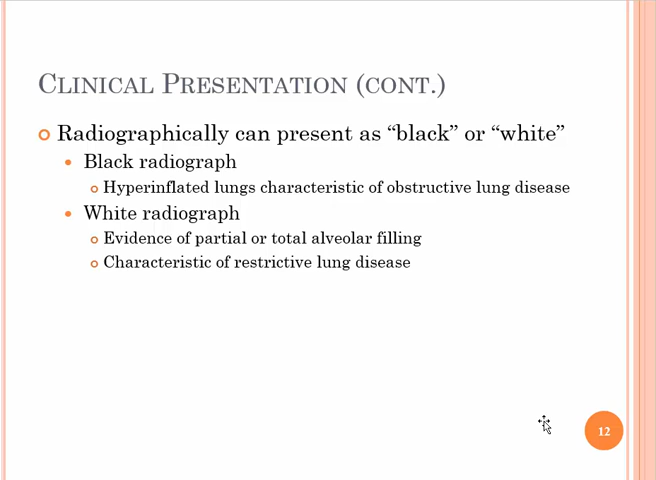 CLINICAL PRESENTATION (CONT.)
Radiographically can present as “black” or “white”
Black radiograph
Hyperinflated lungs characteristic of obstructive lung disease
White radiograph
Evidence of partial or total alveolar filling
Characteristic of restrictive lung disease
12